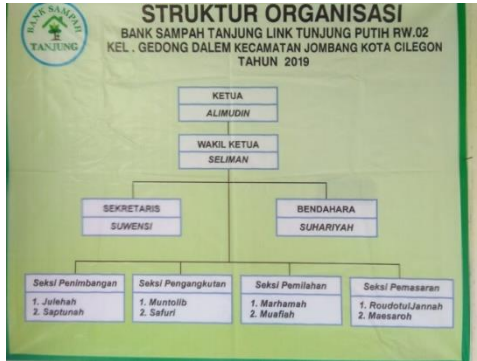 BANK SAMPAH
TANJUNG
STRUKTUR ORGANISASI
BANK SAMPAH TANJUNG LINK TUNJUNG PUTIH RW.02
KEL . GEDONG DALEM KECAMATAN JOMBANG KOTA CILEGON
TAHUN 2019
KETUA
ALIMUDIN
WAKIL KETUA
SELIMAN
SEKRETARIS
SUWENSI
BENDAHARA
SUHARIYAH
Seksi Penimbangan
1. Julehah
2. Saptunah
Seksi Pengangkutan
1. Muntolib
2. Safuri
Seksi Pemilahan
1. Marhamah
2. Muafiah
Seksi Pemasaran
1. RoudotulJannah
2. Maesaroh